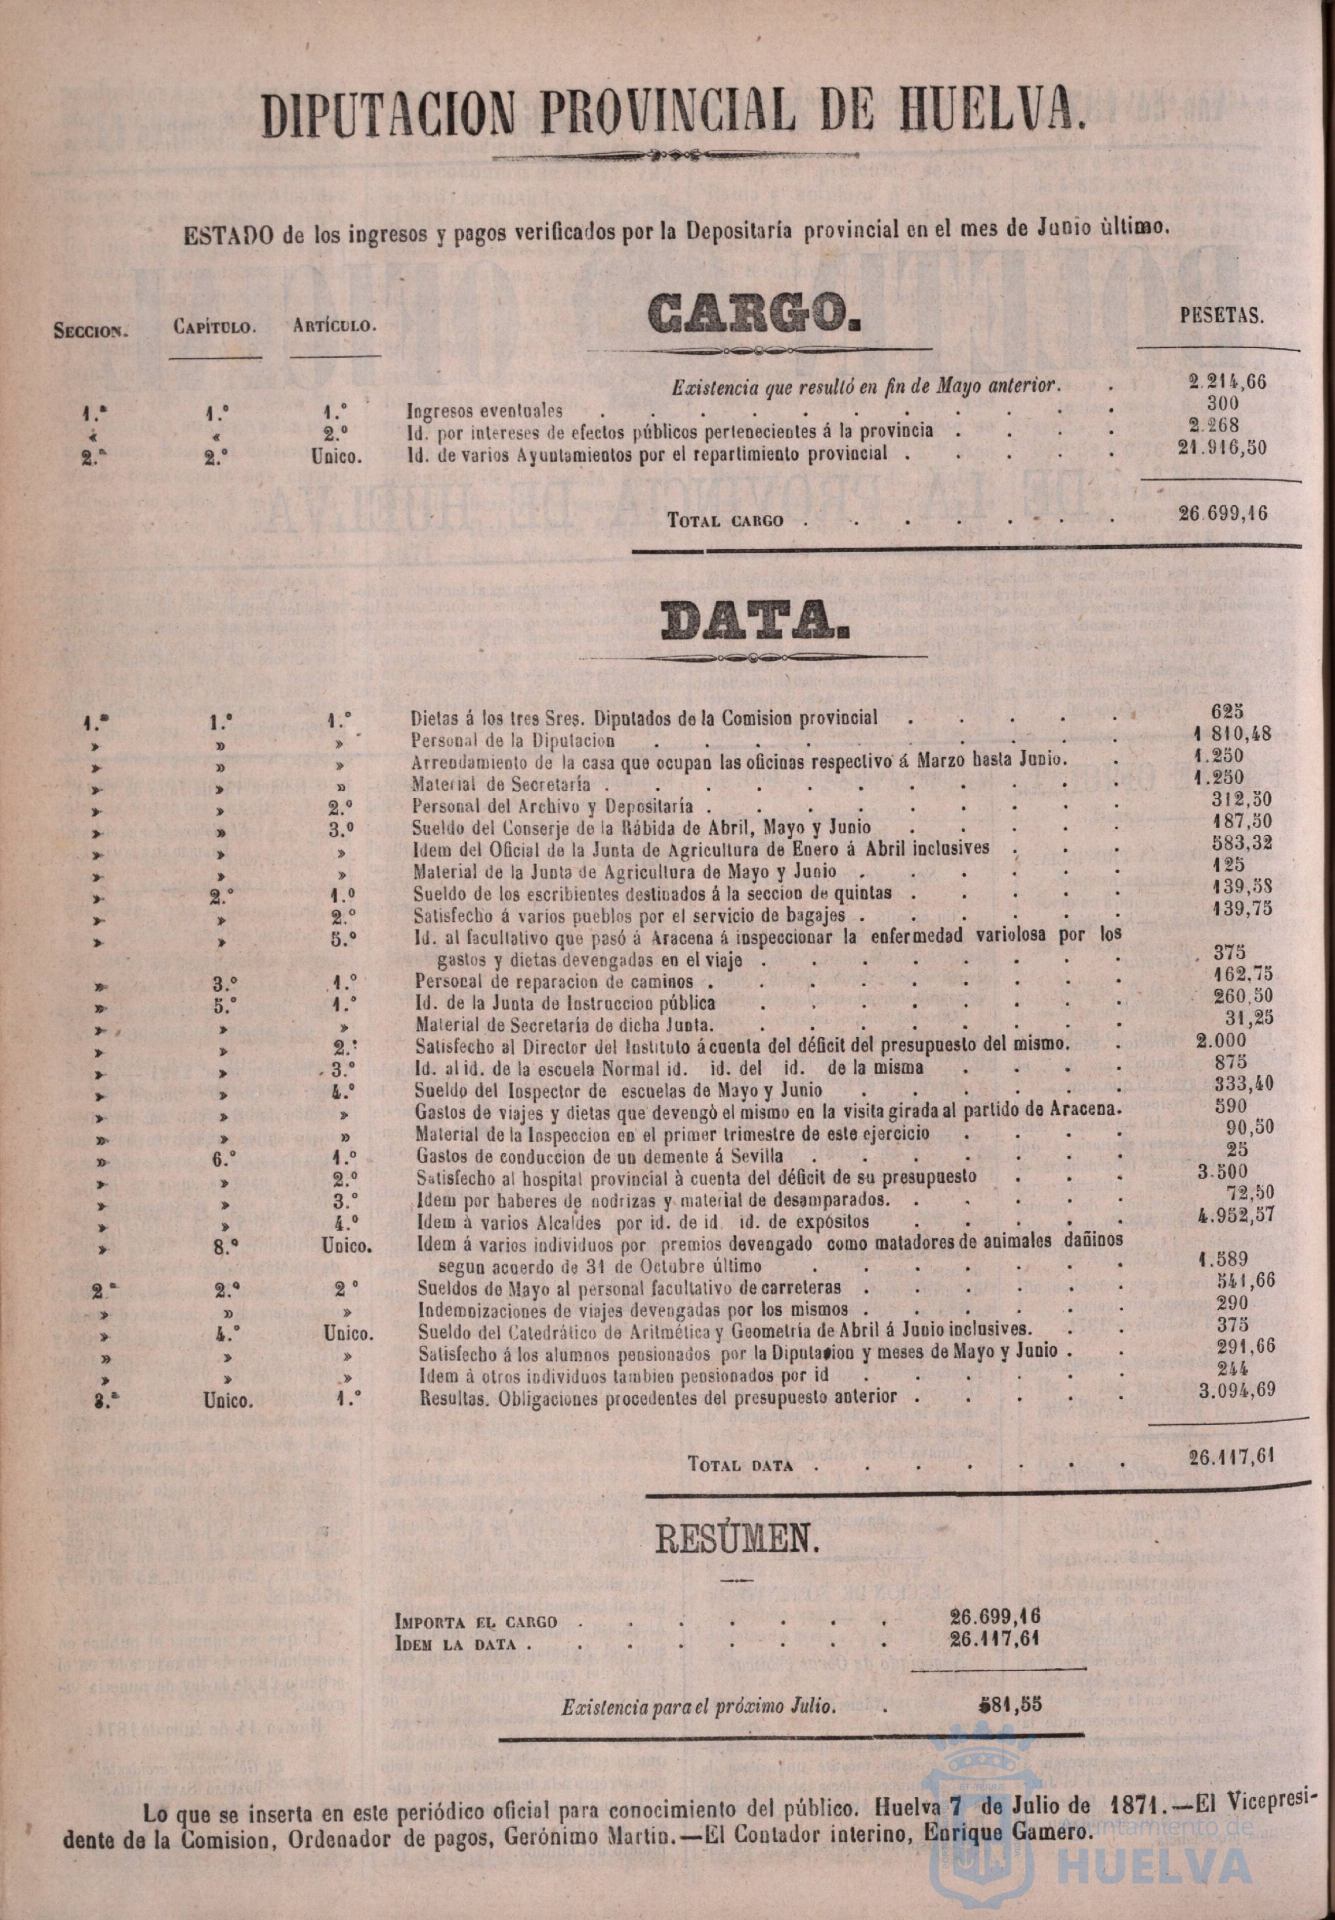 DIPUTACION PROVINCIAL DE HUELVA.
ESTADO de los ingresos y pagos verificados por la Depositaría provincial en el mes de Junio ùltimo.
SECCION. CAPÍTULO. ARTÍCULO. CARGO. PESETAS.
Existencia que resultó en fin de Mayo anterior. . 2.214,66
1.ª 1.º 1.º Ingresos eventuales . . . . . . . . . . . 300
« « 2.º Id. por intereses de efectos públicos pertenecientes á la provincia . . . . 2.268
2.ª 2.º Unico. Id. de varios Ayuntamientos por el repartimiento provincial . . . . . 21.916,50
TOTAL CARGO . . . . . . . 26.699,16
DATA.
1.ª 1.º 1.º Dietas á los tres Sres. Diputados de la Comision provincial . . . . . 625
» » » Personal de la Diputacion . . . . . . . . . . 1 810,48
» » » Arrendamiento de la casa que ocupan las oficinas respectivo á Marzo hasta Junio. . 1.250
» » » Material de Secretaría . . . . . . . . . . . 1.250
» » 2.º Personal del Archivo y Depositaría . . . . . . . . . 312,50
» » 3.º Sueldo del Conserje de la Rábida de Abril, Mayo y Junio . . . . . 187,50
» » » Idem del Oficial de la Junta de Agricultura de Enero á Abril inclusives . . . 583,32
» » » Material de la Junta de Agricultura de Mayo y Junio . . . . . . 125
» 2.º 1.º Sueldo de los escribientes destinados á la seccion de quintas . . . . . 139,58
» » 2.º Satisfecho á varios pueblos por el servicio de bagajes . . . . . . 139,75
» » 5.º Id. al facultativo que pasó á Aracena á inspeccionar la enfermedad variolosa por los
gastos y dietas devengadas en el viaje . . . . . . . . 375
» 3.º 1.º Personal de reparacion de caminos . . . . . . . . . 162,75
» 5.º 1.º Id. de la Junta de Instruccion pública . . . . . . . . 260,50
» » » Material de Secretaría de dicha Junta. . . . . . . . . 31,25
» » 2.º Satisfecho al Director del Instituto á cuenta del déficit del presupuesto del mismo. . 2.000
» » 3.º Id. al id. de la escuela Normal id. id. del id. de la misma . . . . 875
» » 4.º Sueldo del Inspector de escuelas de Mayo y Junio . . . . . . 333,40
» » » Gastos de viajes y dietas que devengó el mismo en la visita girada al partido de Aracena. 590
» » » Material de la Inspeccion en el primer trimestre de este ejercicio . . . . 90,50
» 6.º 1.º Gastos de conduccion de un demente á Sevilla . . . . . . . 25
» » 2.º Satisfecho al hospital provincial à cuenta del déficit de su presupuesto . . . 3.500
» » 3.º Idem por haberes de nodrizas y material de desamparados. . . . . . 72,50
» » 4.º Idem à varios Alcaldes por id. de id. id. de expósitos . . . . . 4.952,57
» 8.º Unico. Idem á varios individuos por premios devengado como matadores de animales dañinos
segun acuerdo de 31 de Octubre último . . . . . . . 1.589
2.ª 2.º 2º Sueldos de Mayo al personal facultativo de carreteras . . . . . . 541,66
» » » Indemnizaciones de viajes devengadas por los mismos . . . . . . 290
» 4.º Unico. Sueldo del Catedrático de Aritmética y Geometría de Abril á Junio inclusives. . . 375
» » » Satisfecho á los alumnos pensionados por la Diputacion y meses de Mayo y Junio . . 291,66
» » » Idem á otros individuos tambien pensionados por id . . . . . . 244
3.ª Unico. 1.º Resultas. Obligaciones procedentes del presupuesto anterior . . . . . 3.094,69
TOTAL DATA . . . . . . . 26.117,61
RESÚMEN.
IMPORTA EL CARGO . . . . . . . 26.699,16
IDEM LA DATA . . . . . . . . 26.117,61
Existencia para el próximo Julio. . 581,55
Lo que se inserta en este periódico oficial para conocimiento del público. Huelva 7 de Julio de 1871.—El Vicepresi-
dente de la Comision, Ordenador de pagos, Gerónimo Martin.—El Contador interino, Enrique Gamero.
Ayuntamiento de
HUELVA